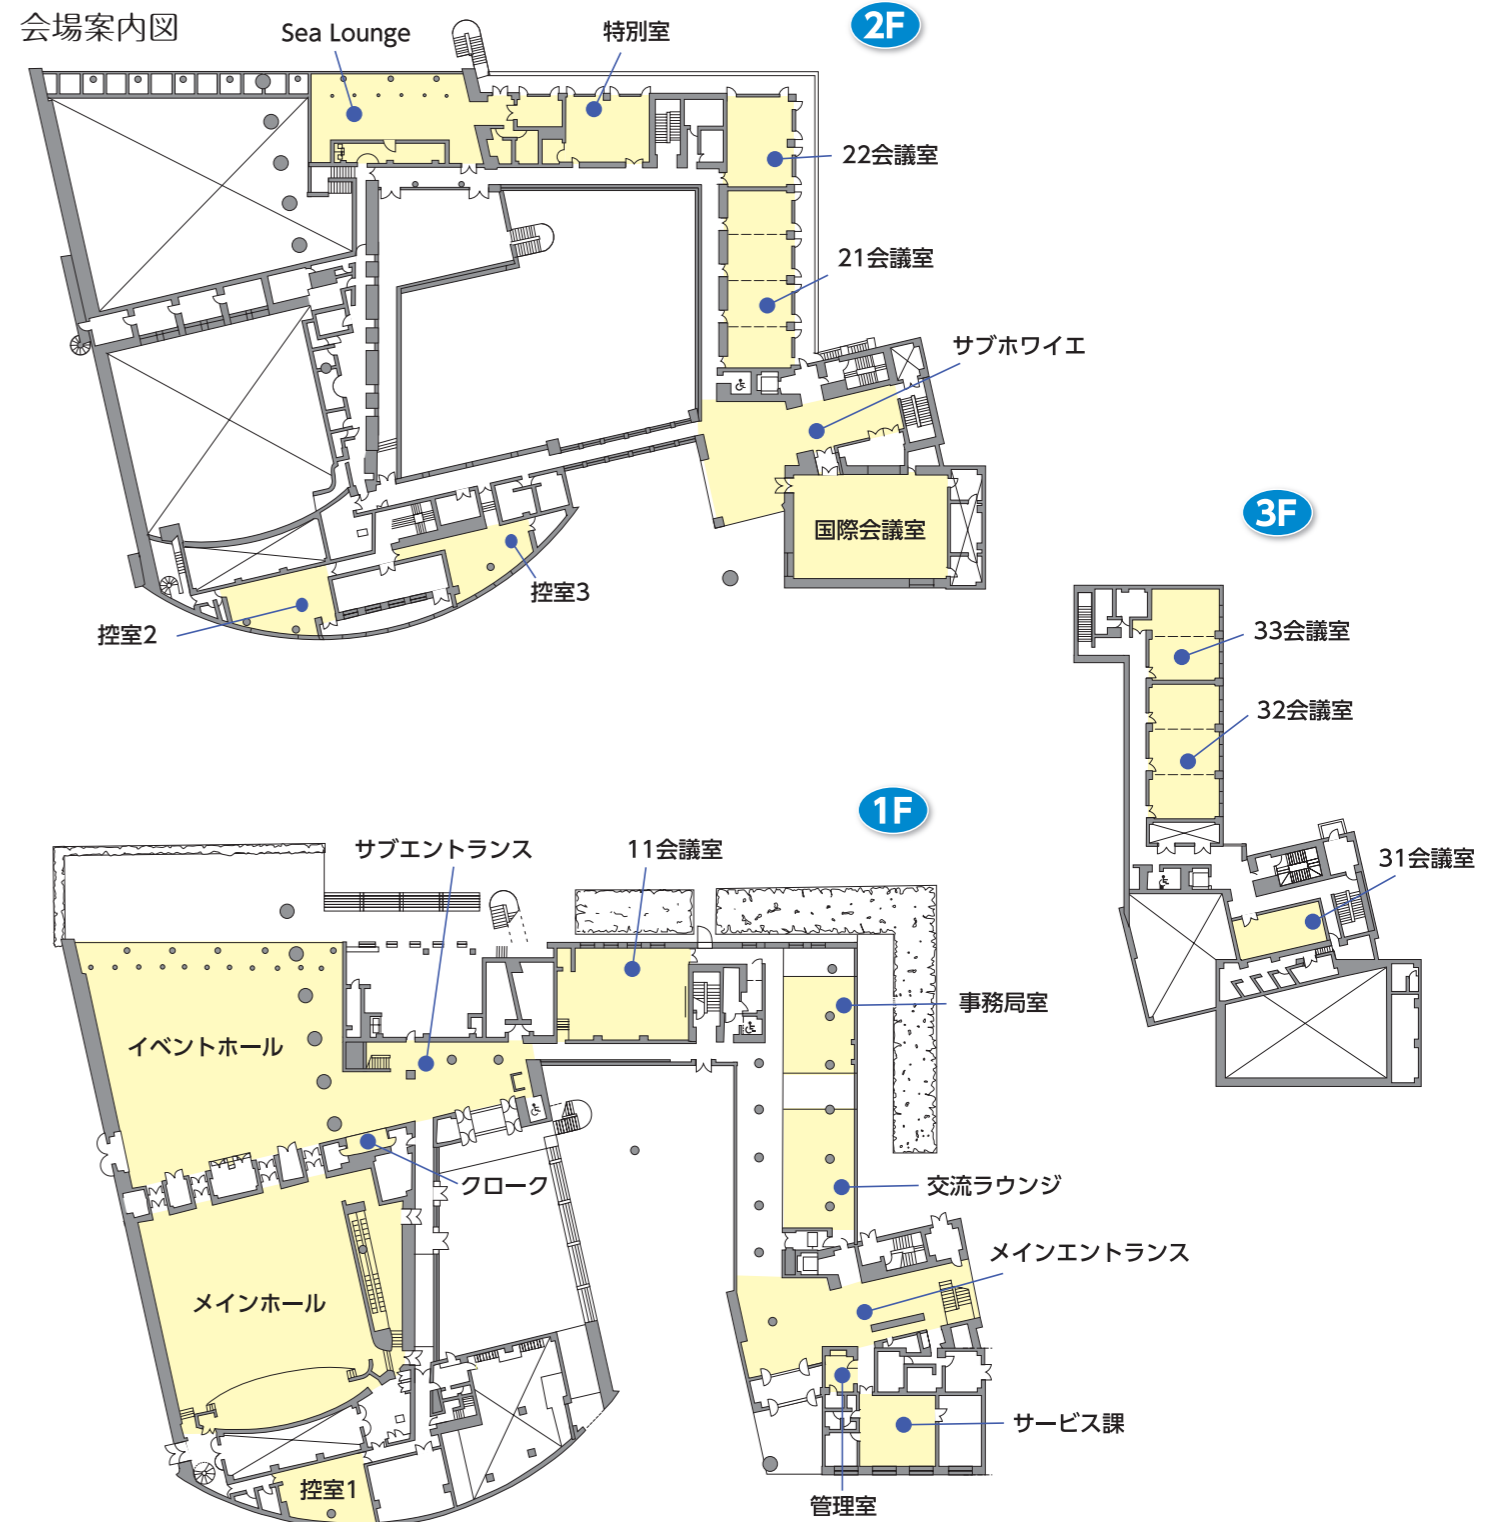 会場案内図
2F
Sea Lounge
特別室
22会議室
21会議室
サブホワイエ
国際会議室
控室3
控室2
3F
33会議室
32会議室
31会議室
1F
サブエントランス
11会議室
事務局室
イベントホール
クローク
交流ラウンジ
メインエントランス
メインホール
サービス課
控室1
管理室